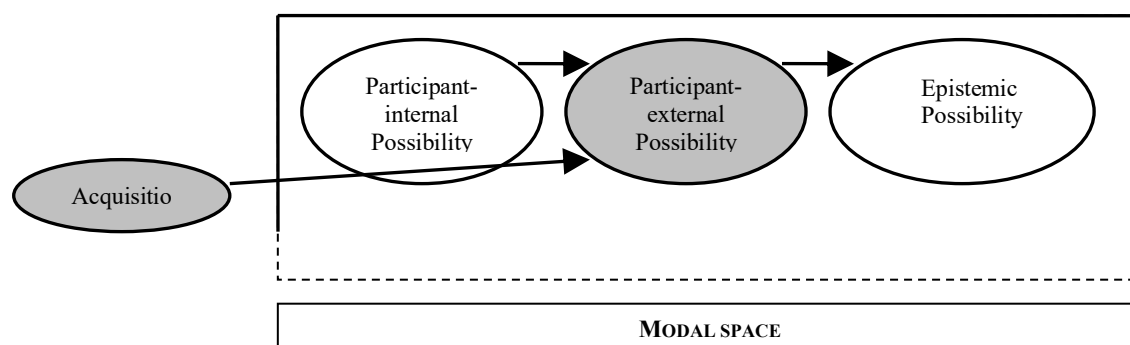 Participant-
internal
Possibility
Participant-
external
Possibility
Epistemic
Possibility
Acquisitio
MODAL SPACE